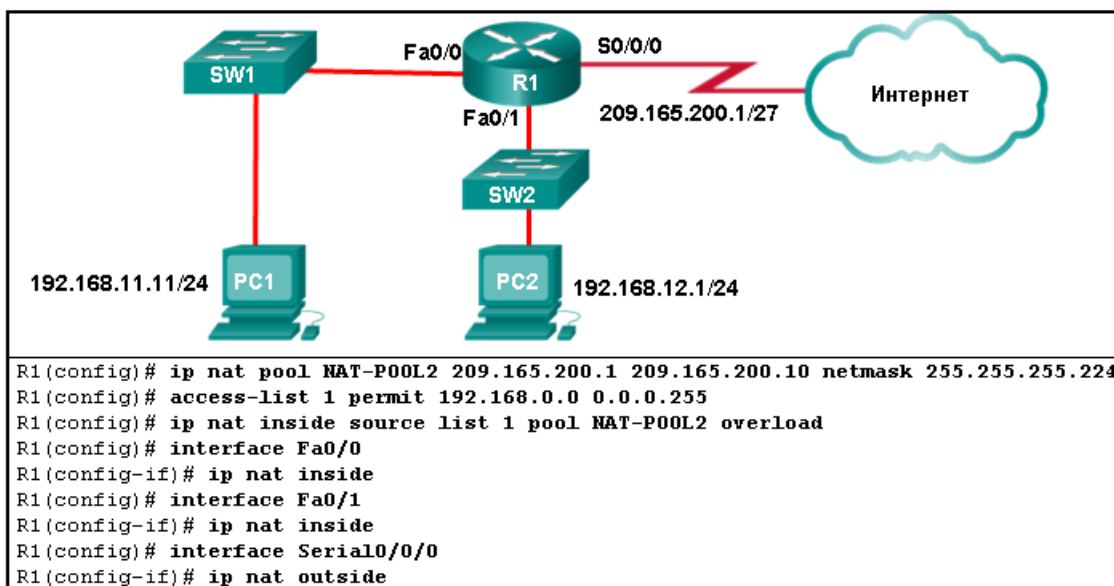 Fa0/0
S0/0/0
SW1
R1
Интернет
Fa0/1
209.165.200.1/27
SW2
192.168.11.11/24
PC1
PC2
192.168.12.1/24
R1(config)# ip nat pool NAT-POOL2 209.165.200.1 209.165.200.10 netmask 255.255.255.224
R1(config)# access-list 1 permit 192.168.0.0 0.0.0.255
R1(config)# ip nat inside source list 1 pool NAT-POOL2 overload
R1(config)# interface Fa0/0
R1(config-if)# ip nat inside
R1(config)# interface Fa0/1
R1(config-if)# ip nat inside
R1(config)# interface Serial0/0/0
R1(config-if)# ip nat outside